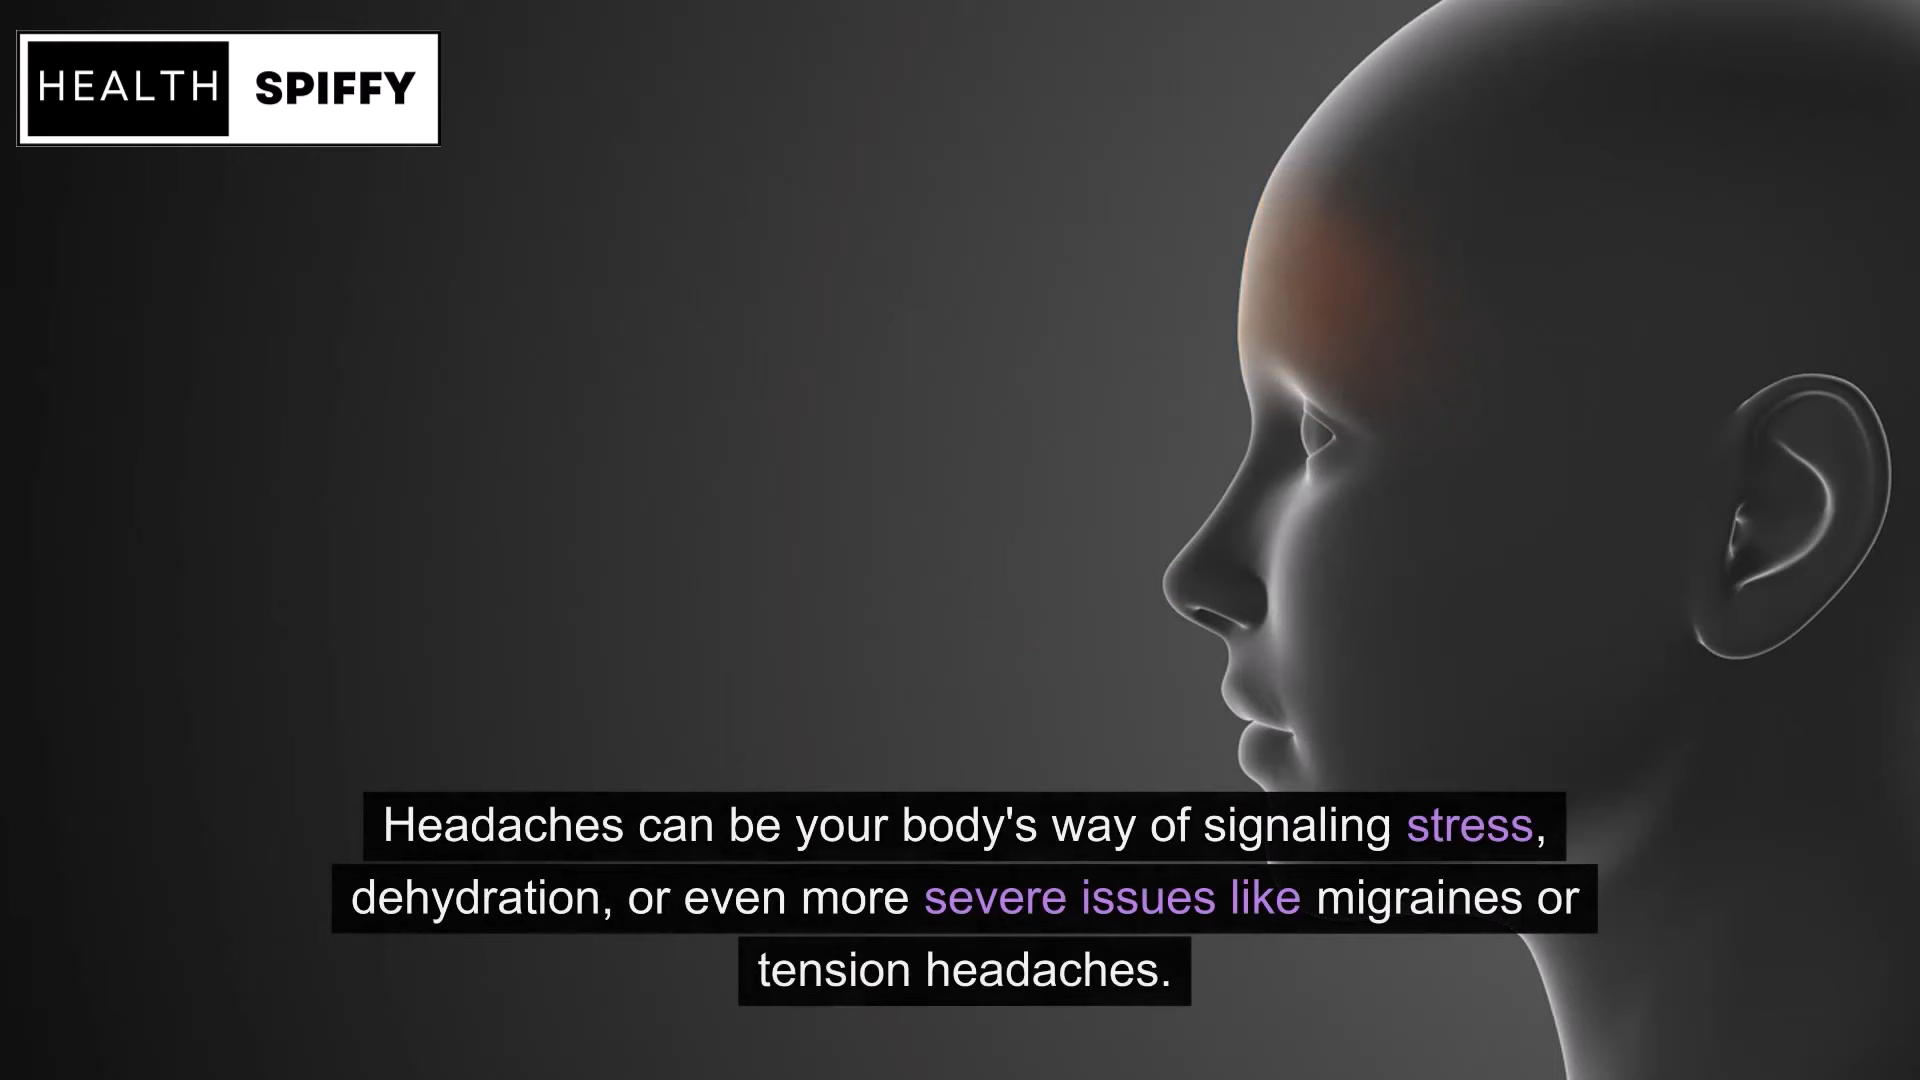 HEALTH SPIFFY
Headaches can be your body's way of signaling stress,
dehydration, or even more severe issues like migraines or
tension headaches.